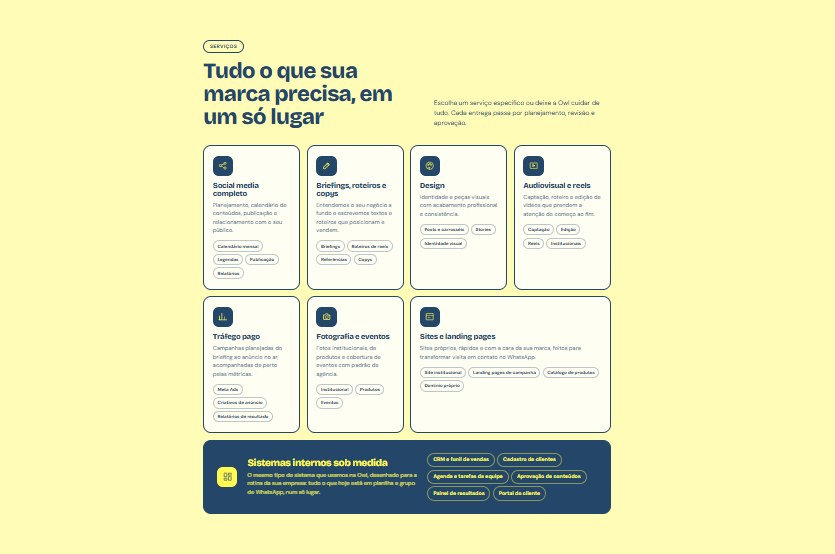 SERVIÇOS
Tudo o que sua
marca precisa, em
um só lugar
Escolha um serviço específico ou deixe a Owl cuidar de
tudo. Cada entrega passa por planejamento, revisão e
aprovação.
Social media
completo
Planejamento, calendário de
conteúdos, publicação e
relacionamento com o seu
público.
Calendário mensal
Legendas
Publicação
Relatórios
Briefings, roteiros e
copys
Entendemos o seu negócio a
fundo e escrevemos textos e
roteiros que posicionam e
vendem.
Briefings
Roteiros de reels
Referências
Copys
Design
Identidade e peças visuais
com acabamento profissional
e consistência.
Posts e carrosséis
Stories
Identidade visual
Audiovisual e reels
Captação, roteiro e edição de
vídeos que prendem a
atenção do começo ao fim.
Captação
Edição
Reels
Institucionais
Tráfego pago
Campanhas planejadas do
briefing ao anúncio no ar,
acompanhadas de perto
pelas métricas.
Meta Ads
Criativos de anúncio
Relatórios de resultado
Fotografia e eventos
Fotos institucionais, de
produtos e cobertura de
eventos com padrão de
agência.
Institucional
Produtos
Eventos
Sites e landing pages
Sites próprios, rápidos e com a cara da sua marca, feitos para
transformar visita em contato no WhatsApp.
Site institucional
Landing pages de campanha
Catálogo de produtos
Domínio próprio
Sistemas internos sob medida
O mesmo tipo de sistema que usamos na Owl, desenhado para a
rotina da sua empresa: tudo o que hoje está em planilha e grupo
de WhatsApp, num só lugar.
CRM e funil de vendas
Cadastro de clientes
Agenda e tarefas da equipe
Aprovação de conteúdos
Painel de resultados
Portal do cliente